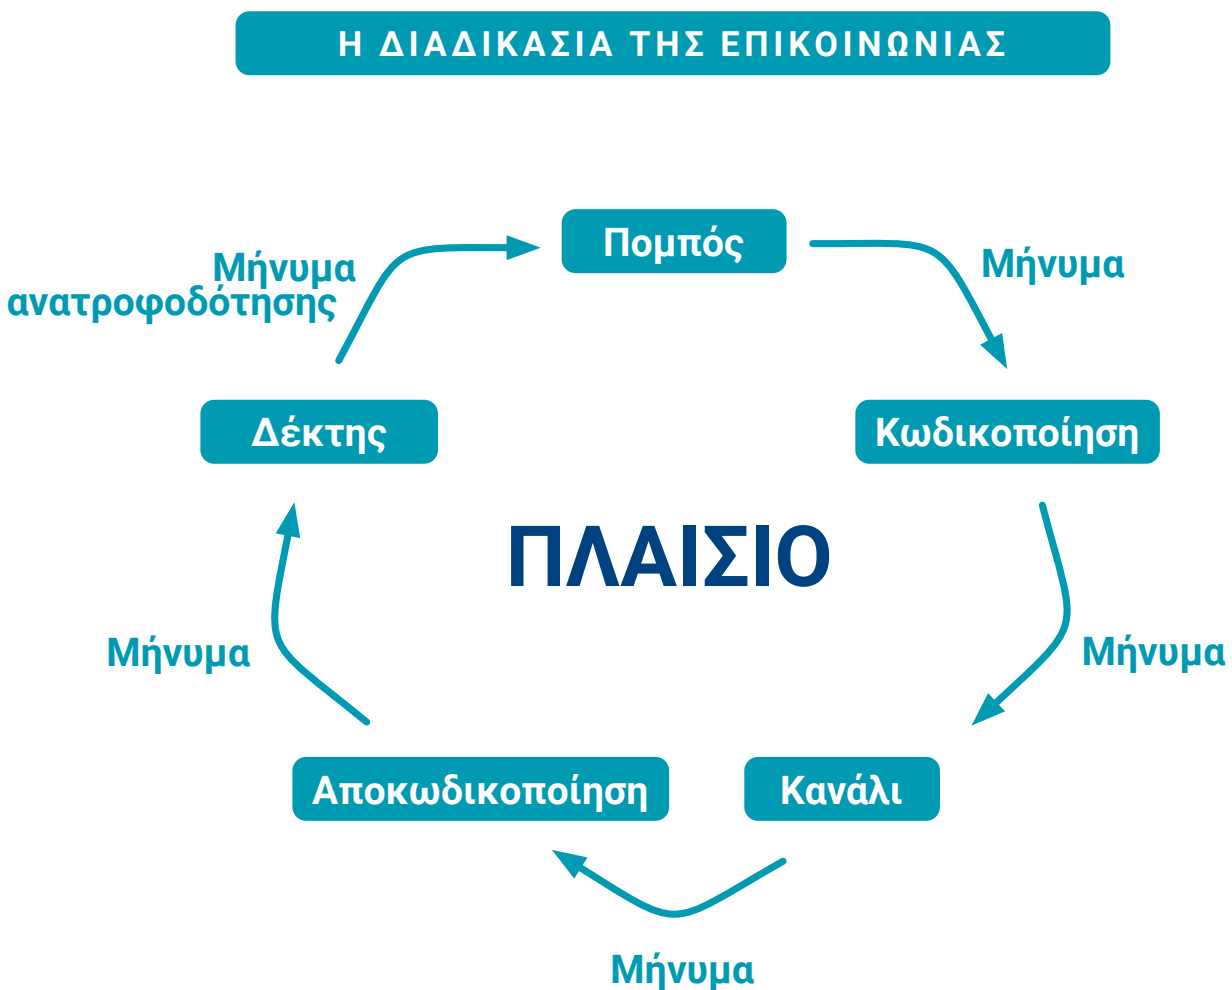 Η ΔΙΑΔΙΚΑΣΙΑ ΤΗΣ ΕΠΙΚΟΙΝΩΝΙΑΣ
Πομπός
Μήνυμα
Κωδικοποίηση
Μήνυμα
Κανάλι
Μήνυμα
Αποκωδικοποίηση
Μήνυμα
Δέκτης
Μήνυμα
ανατροφοδότησης
ΠΛΑΙΣΙΟ